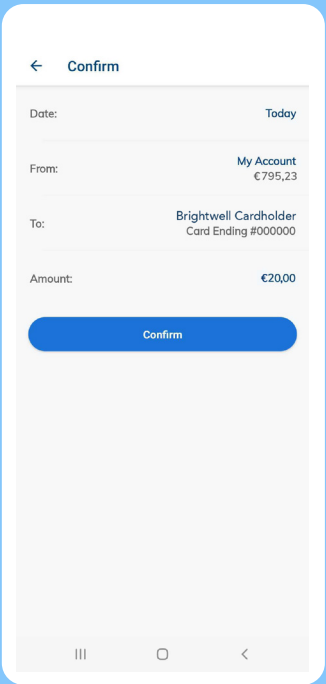 Confirm
Date:
Today
From:
My Account
€795,23
To:
Brightwell Cardholder
Card Ending #000000
Amount:
€20,00
Confirm